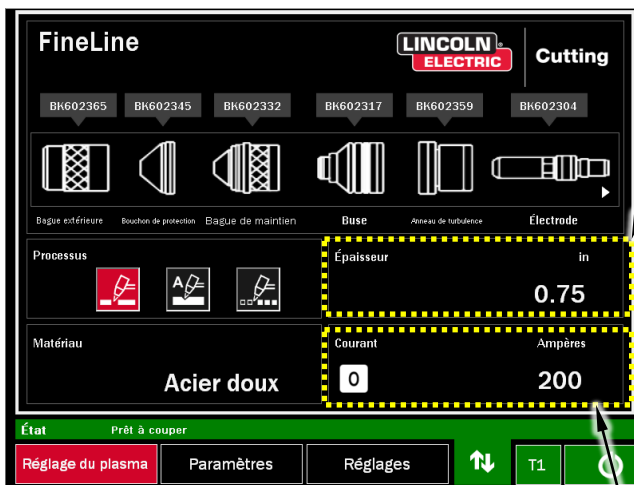 FineLine
LINCOLN ELECTRIC
Cutting
BK602365 BK602345 BK602332 BK602317 BK602359 BK602304
Bague extérieure Bouchon de protection Bague de maintien Buse Anneau de turbulence Électrode
Processus
A
Épaisseur in
0.75
Matériau
Acier doux
Courant Ampères
0 200
État Prêt à couper
Réglage du plasma Paramètres Réglages T1